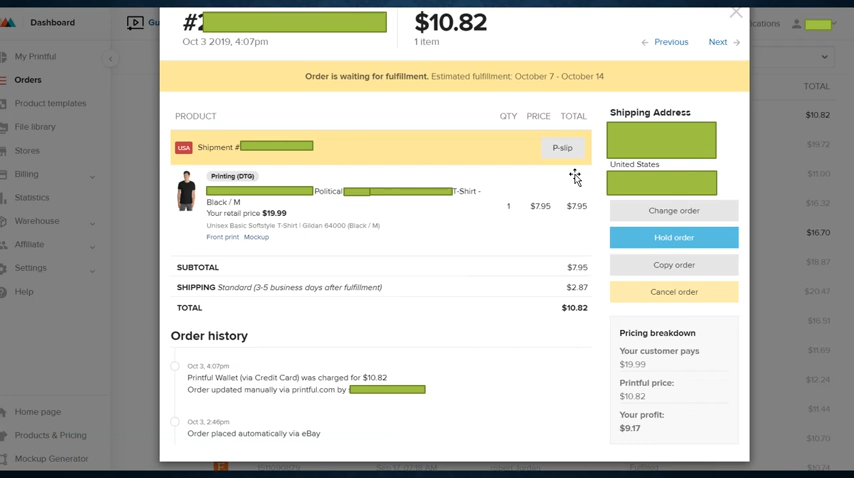 Dashboard
My Printful
Orders
Product templates
File library
Stores
Billing
Statistics
Warehouse
Affiliate
Settings
Help
Home page
Products & Pricing
Mockup Generator
$10.82
Oct 3 2019, 4:07pm
1 item
Previous
Next
Order is waiting for fulfillment. Estimated fulfillment: October 7 - October 14
PRODUCT QTY PRICE TOTAL
USA Shipment #
P-slip
Printing (DTG)
Political T-Shirt -
Black / M
Your retail price $19.99
1 $7.95 $7.95
Unisex Basic Softstyle T-Shirt | Gildan 64000 (Black / M)
Front print Mockup
SUBTOTAL $7.95
SHIPPING Standard (3-5 business days after fulfillment) $2.87
TOTAL $10.82
Order history
Oct 3, 4:07pm
Printful Wallet (via Credit Card) was charged for $10.82
Order updated manually via printful.com by
Oct 3, 2:46pm
Order placed automatically via eBay
Shipping Address
United States
Change order
Hold order
Copy order
Cancel order
Pricing breakdown
Your customer pays
$19.99
Printful price:
$10.82
Your profit:
$9.17
TOTAL
$10.82
$19.72
$11.00
$16.32
$16.70
$18.87
$20.47
$16.51
$11.69
$12.24
$11.44
$10.70
$10.24